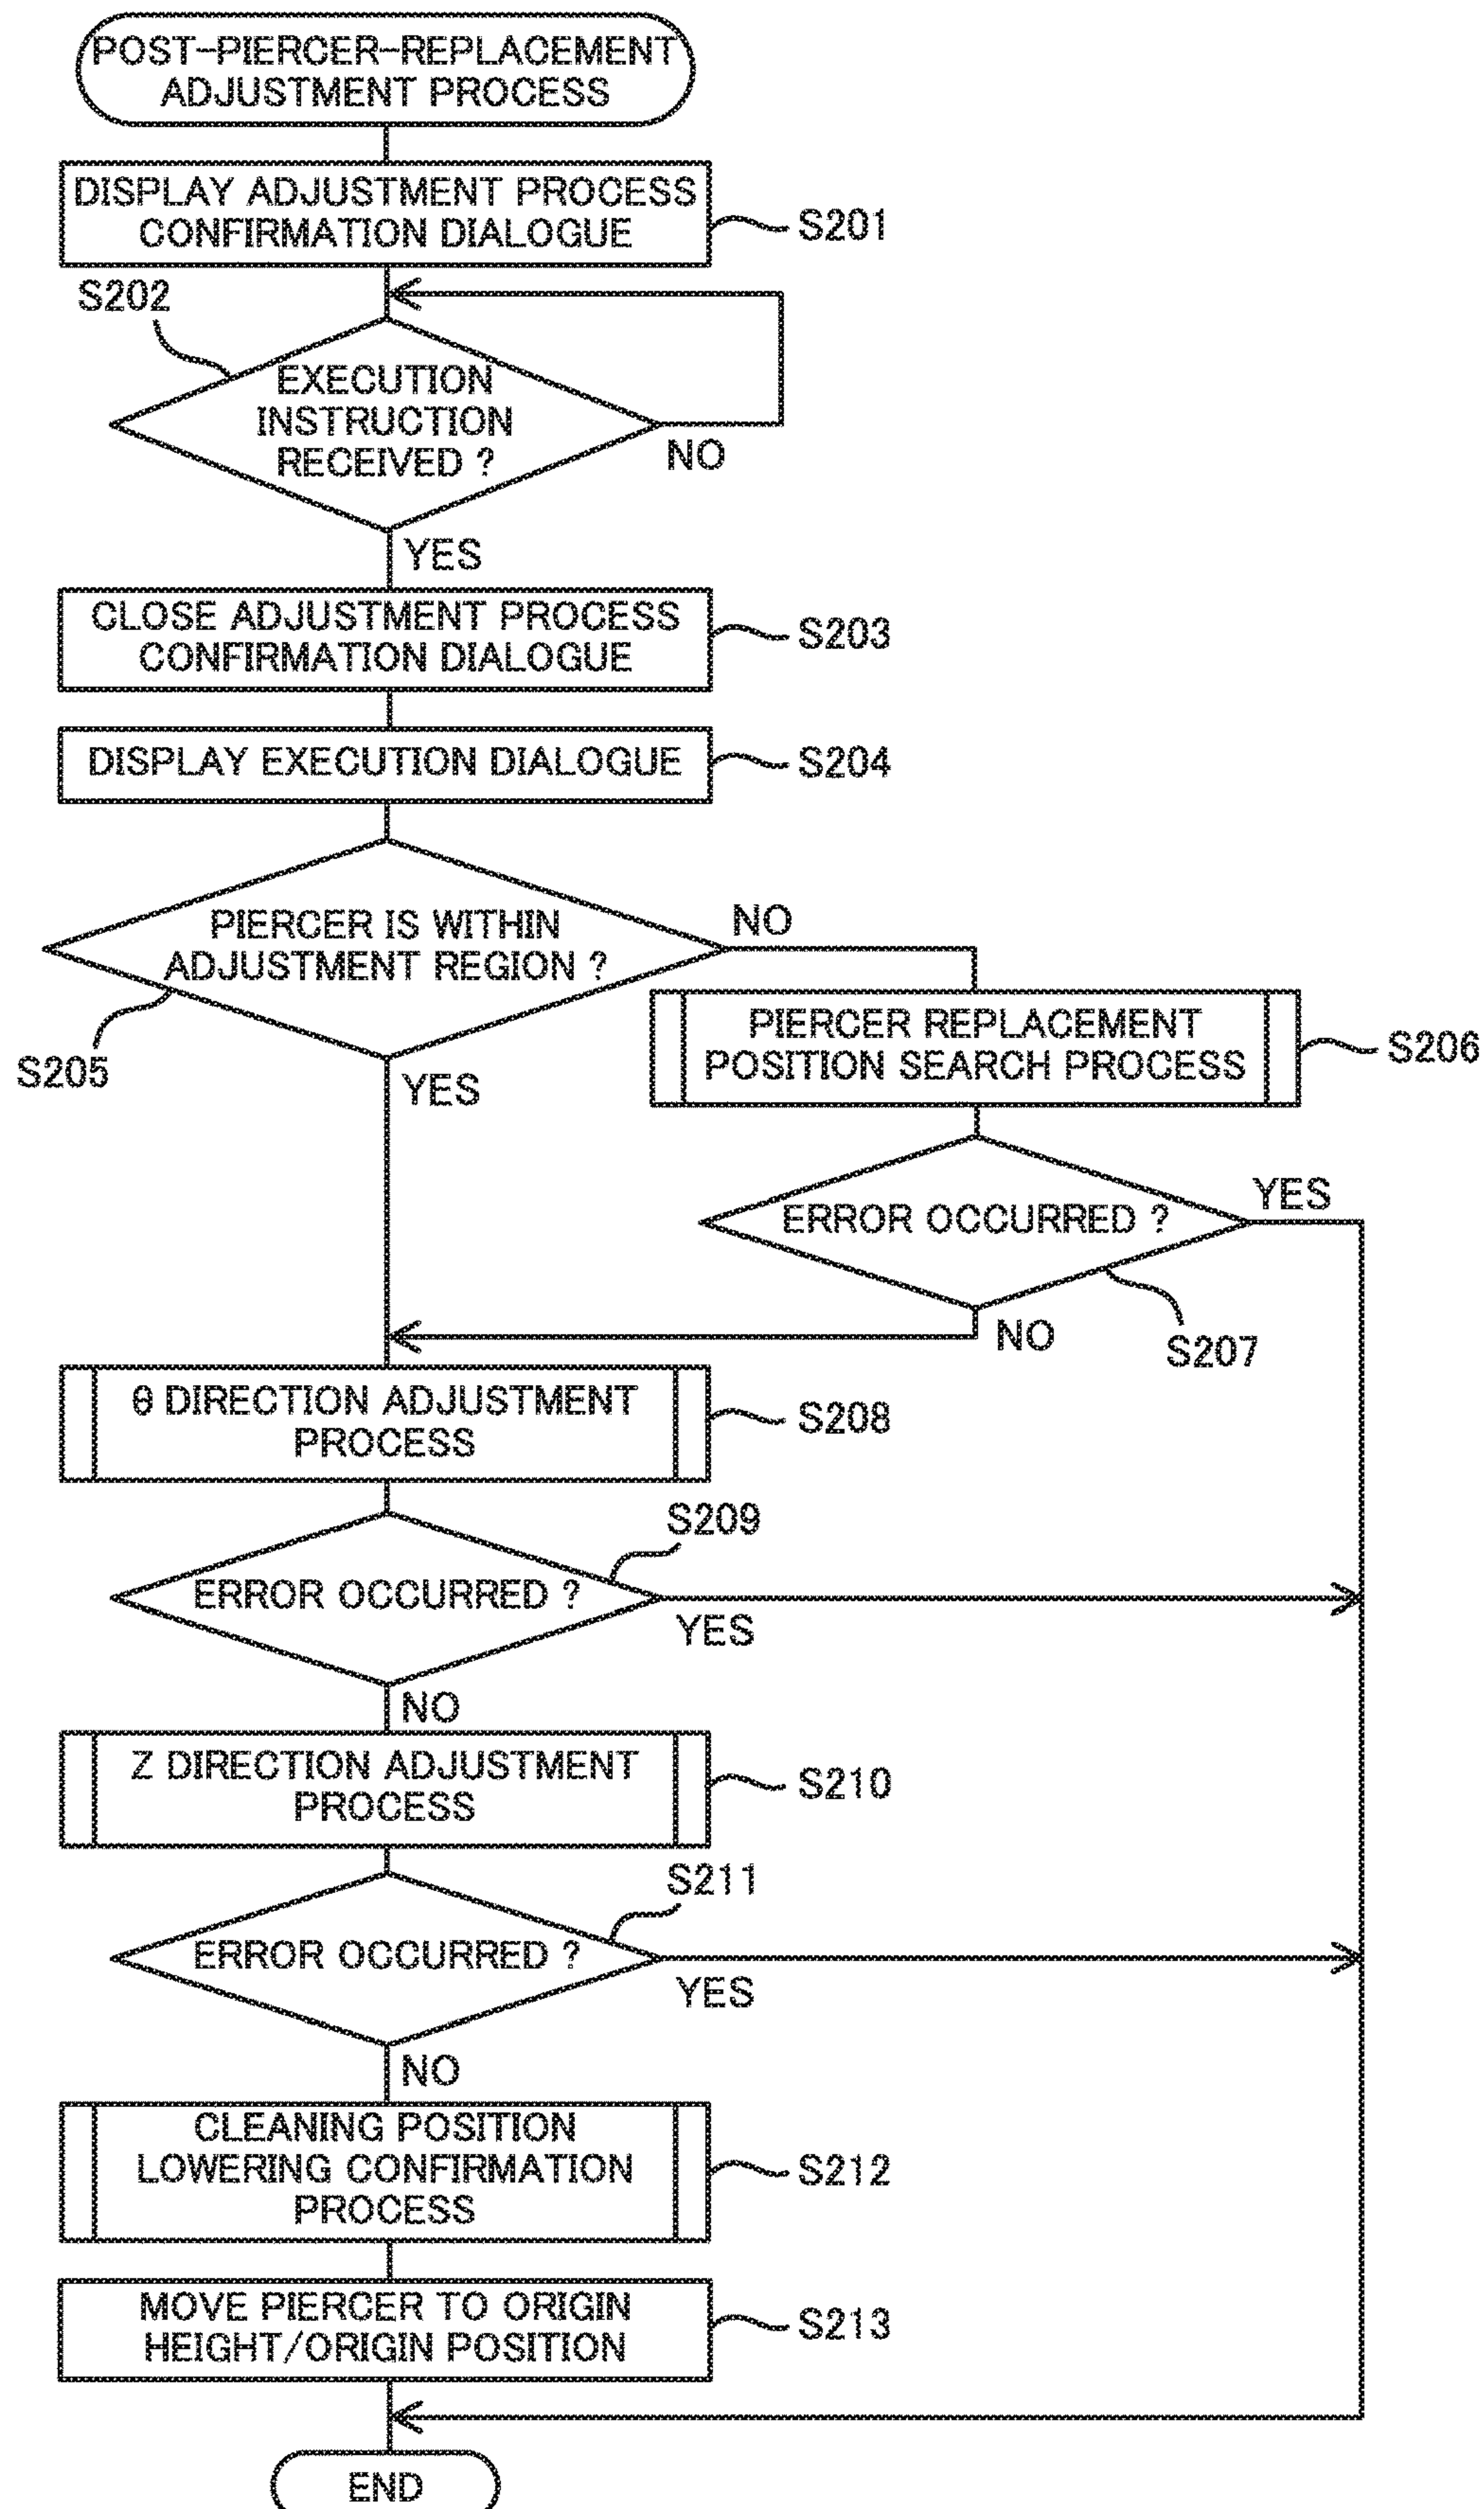 POST-PIERCER-REPLACEMENT
ADJUSTMENT PROCESS
DISPLAY ADJUSTMENT PROCESS
CONFIRMATION DIALOGUE
S201
S202
EXECUTION
INSTRUCTION
RECEIVED ?
NO
YES
CLOSE ADJUSTMENT PROCESS
CONFIRMATION DIALOGUE
S203
DISPLAY EXECUTION DIALOGUE
S204
PIERCER IS WITHIN
ADJUSTMENT REGION ?
NO
S205
YES
PIERCER REPLACEMENT
POSITION SEARCH PROCESS
S206
ERROR OCCURRED ?
YES
NO
S207
θ DIRECTION ADJUSTMENT
PROCESS
S208
S209
ERROR OCCURRED ?
YES
NO
Z DIRECTION ADJUSTMENT
PROCESS
S210
S211
ERROR OCCURRED ?
YES
NO
CLEANING POSITION
LOWERING CONFIRMATION
PROCESS
S212
MOVE PIERCER TO ORIGIN
HEIGHT/ORIGIN POSITION
S213
END